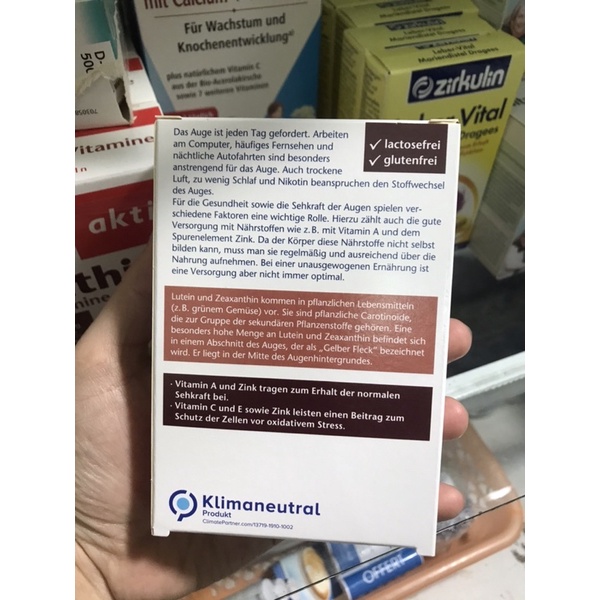 mit Calcium
Für Wachstum und
Knochenentwicklung
plus natürlichem Vitamin C
aus der Bio-Acerolakirsche
sowie 7 weiteren Vitaminen
zirkulin
Vital
Dragees
Vitamine
akti
Das Auge ist jeden Tag gefordert. Arbeiten
am Computer, häufiges Fernsehen und
nächtliche Autofahrten sind besonders
anstrengend für das Auge. Auch trockene
Luft, zu wenig Schlaf und Nikotin beanspruchen den Stoffwechsel
des Auges.
✓ lactosefrei
✓ glutenfrei
Für die Gesundheit sowie die Sehkraft der Augen spielen ver-
schiedene Faktoren eine wichtige Rolle. Hierzu zählt auch die gute
Versorgung mit Nährstoffen wie z.B. mit Vitamin A und dem
Spurenelement Zink. Da der Körper diese Nährstoffe nicht selbst
bilden kann, muss man sie regelmäßig und ausreichend über die
Nahrung aufnehmen. Bei einer unausgewogenen Ernährung ist
eine Versorgung aber nicht immer optimal.
Lutein und Zeaxanthin kommen in pflanzlichen Lebensmitteln
(z.B. grünem Gemüse) vor. Sie sind pflanzliche Carotinoide,
die zur Gruppe der sekundären Pflanzenstoffe gehören. Eine
besonders hohe Menge an Lutein und Zeaxanthin befindet sich
in einem Abschnitt des Auges, der als „Gelber Fleck" bezeichnet
wird. Er liegt in der Mitte des Augenhintergrundes.
· Vitamin A und Zink tragen zum Erhalt der normalen
Sehkraft bei.
· Vitamin C und E sowie Zink leisten einen Beitrag zum
Schutz der Zellen vor oxidativem Stress.
Klimaneutral
Produkt
ClimatePartner.com/13719-1910-1002
OFFERT